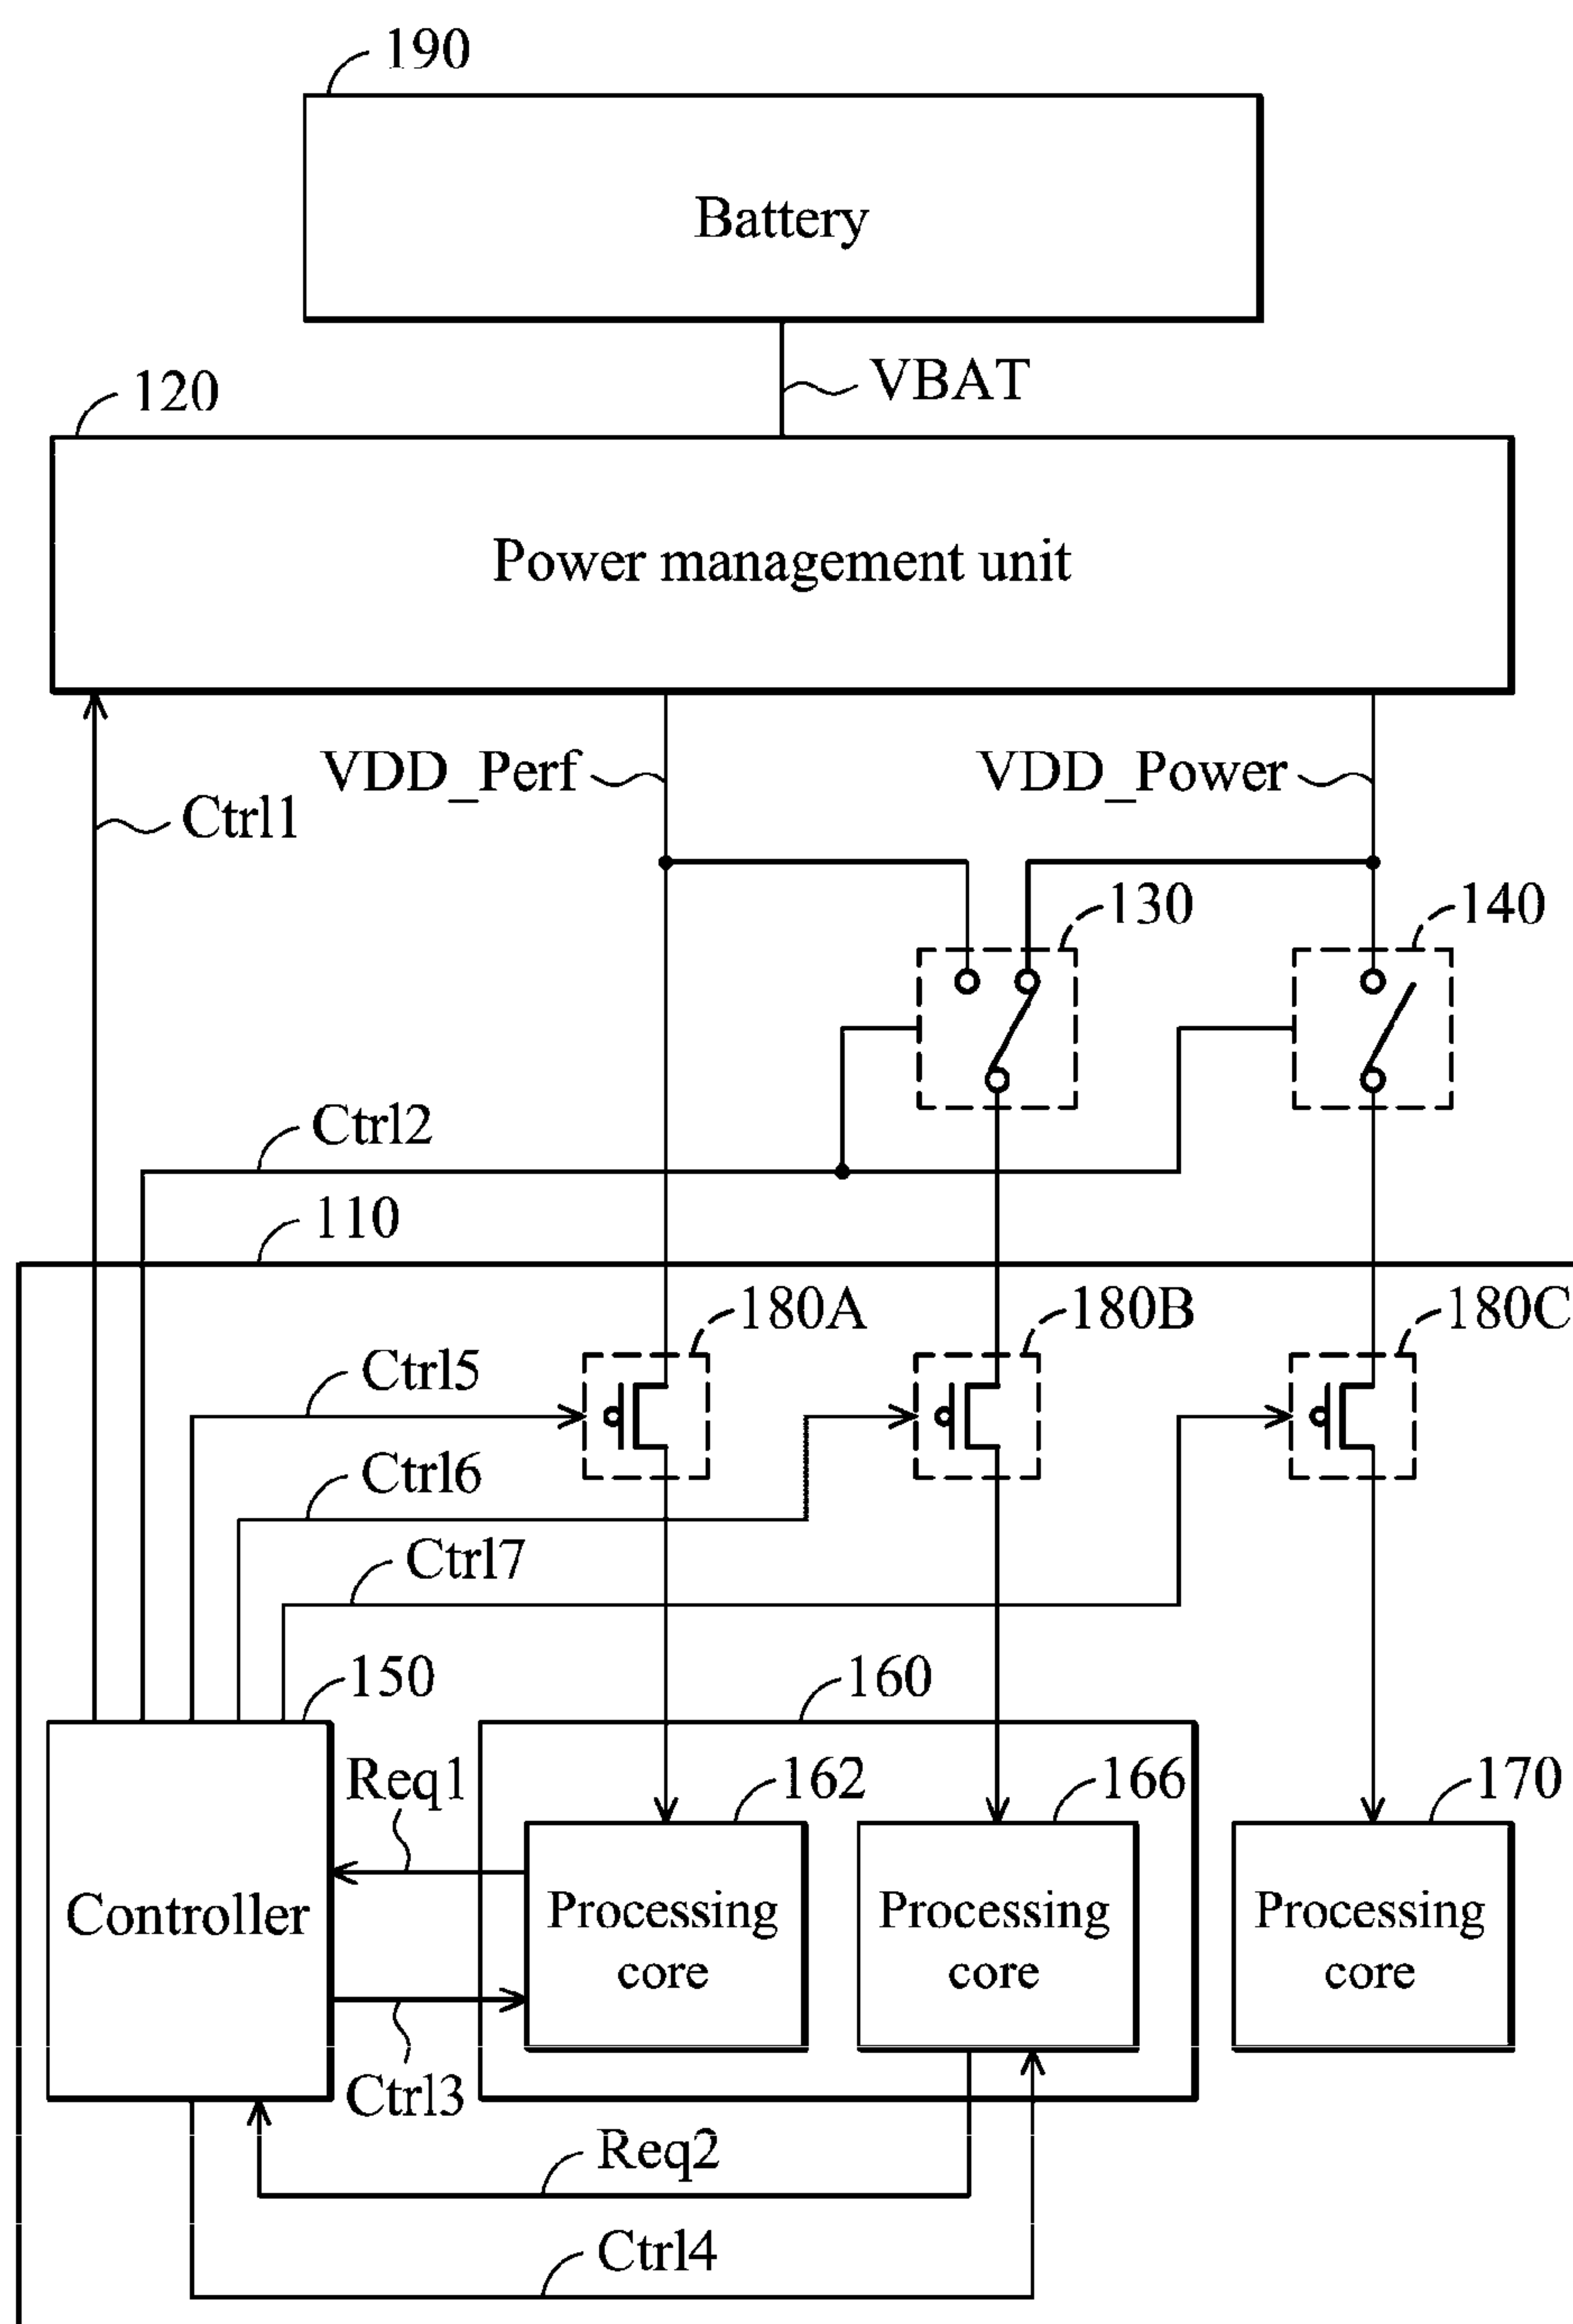 190
Battery
VBAT
120
Power management unit
VDD_Perf
VDD_Power
Ctrl1
130
140
Ctrl2
110
180A
180B
180C
Ctrl5
Ctrl6
Ctrl7
150
160
Req1
162
166
170
Controller
Processing
core
Processing
core
Processing
core
Ctrl3
Req2
Ctrl4